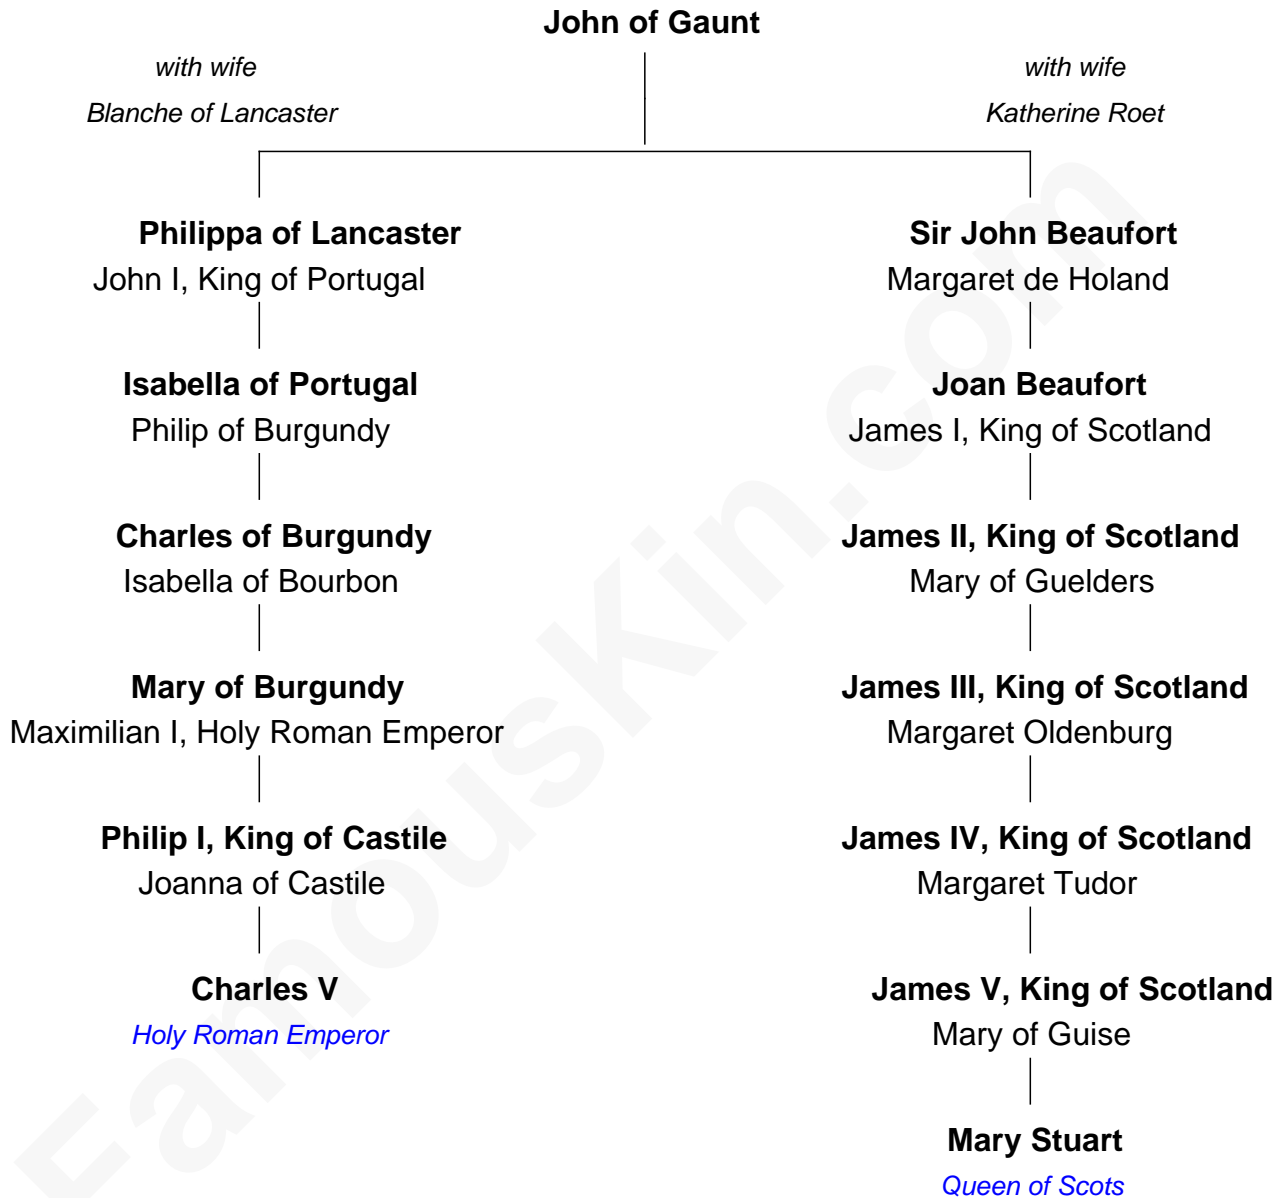 John of Gaunt
with wife
Blanche of Lancaster
with wife
Katherine Roet
Philippa of Lancaster
John I, King of Portugal
Sir John Beaufort
Margaret de Holand
Isabella of Portugal
Philip of Burgundy
Joan Beaufort
James I, King of Scotland
Charles of Burgundy
Isabella of Bourbon
James II, King of Scotland
Mary of Guelders
Mary of Burgundy
Maximilian I, Holy Roman Emperor
James III, King of Scotland
Margaret Oldenburg
Philip I, King of Castile
Joanna of Castile
James IV, King of Scotland
Margaret Tudor
Charles V
Holy Roman Emperor
James V, King of Scotland
Mary of Guise
Mary Stuart
Queen of Scots
FamousKin.com